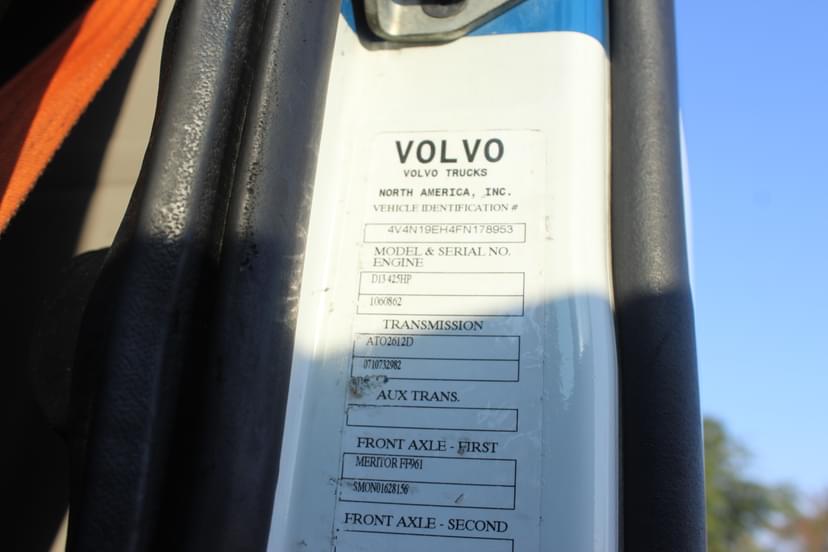 VOLVO
VOLVO TRUCKS
NORTH AMERICA, INC.
VEHICLE IDENTIFICATION #
4V4N19EH4FN178953
MODEL & SERIAL NO.
ENGINE
D13 425HP
1060862
TRANSMISSION
ATO2612D
0710732982
AUX TRANS.
FRONT AXLE - FIRST
MERITOR FF961
SMON01628156
FRONT AXLE - SECOND